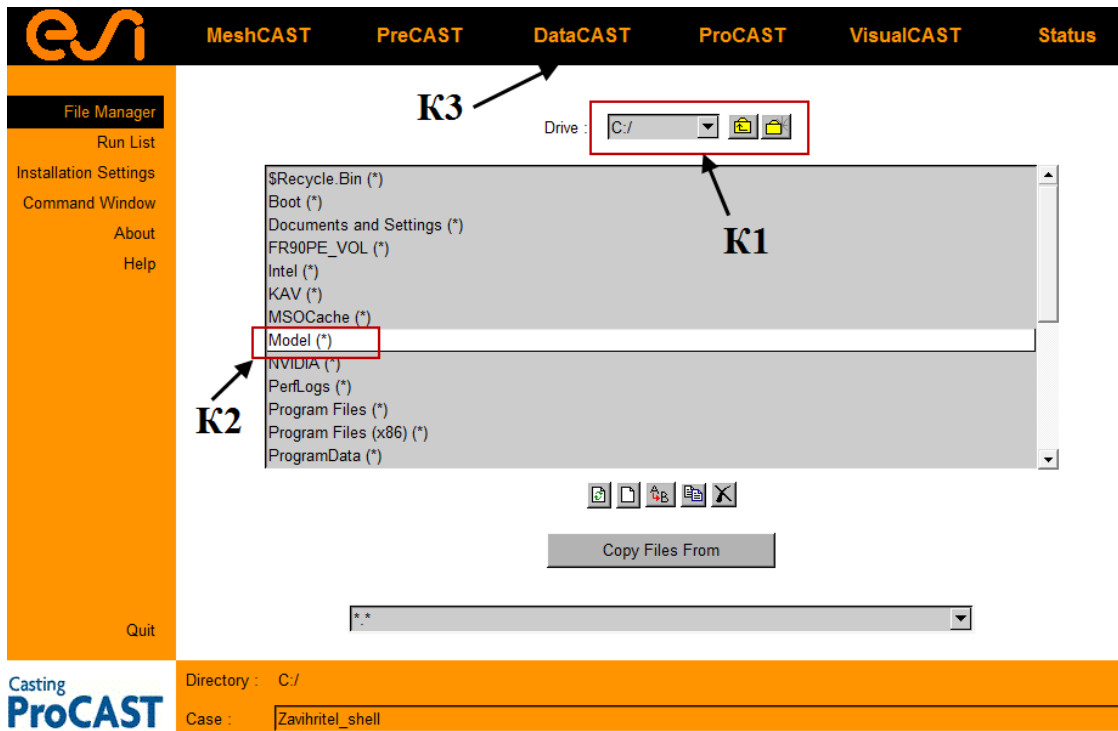 esi MeshCAST PreCAST DataCAST ProCAST VisualCAST Status
File Manager
Run List
Installation Settings
Command Window
About
Help
Quit
К3
Drive : C:/
К1
$Recycle.Bin (*)
Boot (*)
Documents and Settings (*)
FR90PE_VOL (*)
Intel (*)
KAV (*)
MSOCache (*)
Model (*)
NVIDIA (*)
PerfLogs (*)
Program Files (*)
Program Files (x86) (*)
ProgramData (*)
К2
A B
Copy Files From
*.*
Casting
ProCAST
Directory : C:/
Case : Zavihritel_shell